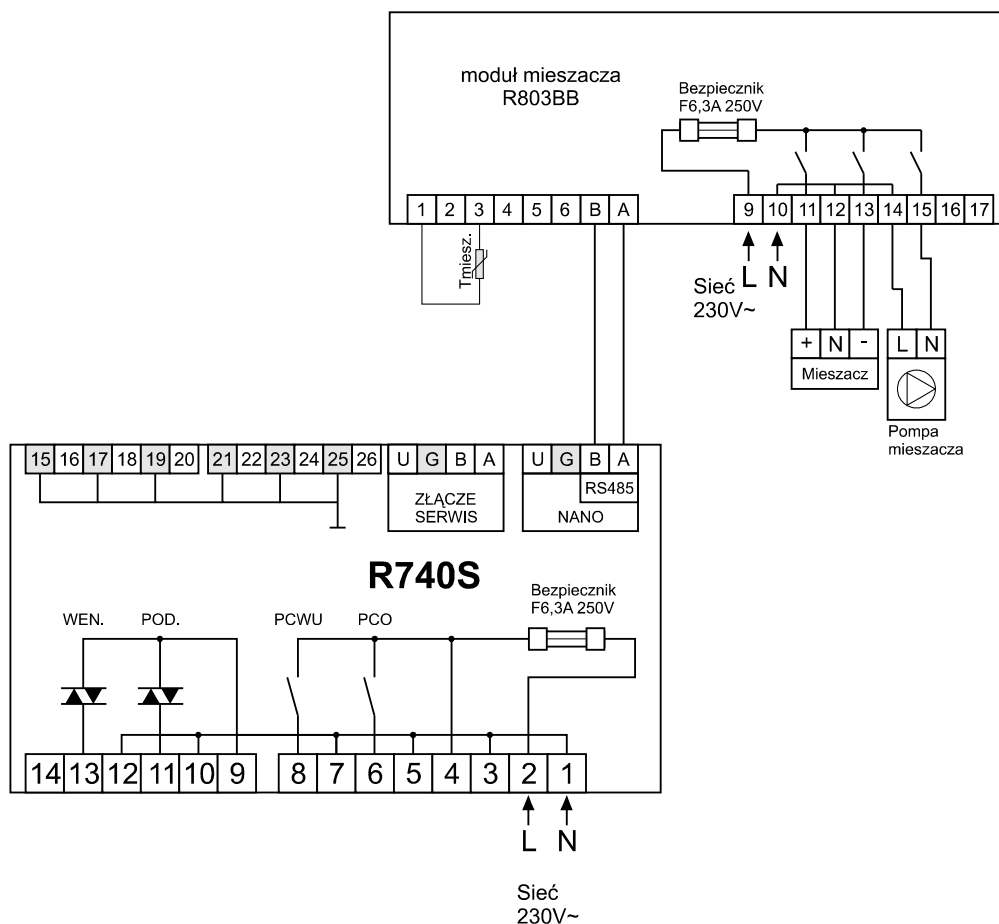 moduł mieszacza
R803BB
Bezpiecznik
F6,3A 250V
1 2 3 4 5 6 B A
9 10 11 12 13 14 15 16 17
Tmiesz.
L N
Sieć
230V~
+ N -
Mieszacz
L N
Pompa
mieszacza
15 16 17 18 19 20 21 22 23 24 25 26
U G B A
ZŁĄCZE
SERWIS
U G B A
RS485
NANO
R740S
Bezpiecznik
F6,3A 250V
WEN. POD. PCWU PCO
14 13 12 11 10 9 8 7 6 5 4 3 2 1
L N
Sieć
230V~